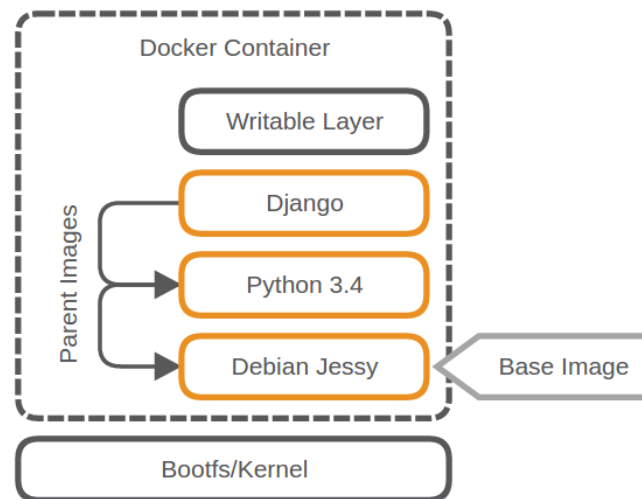 Docker Container
Writable Layer
Django
Parent Images
Python 3.4
Debian Jessy
Base Image
Bootfs/Kernel